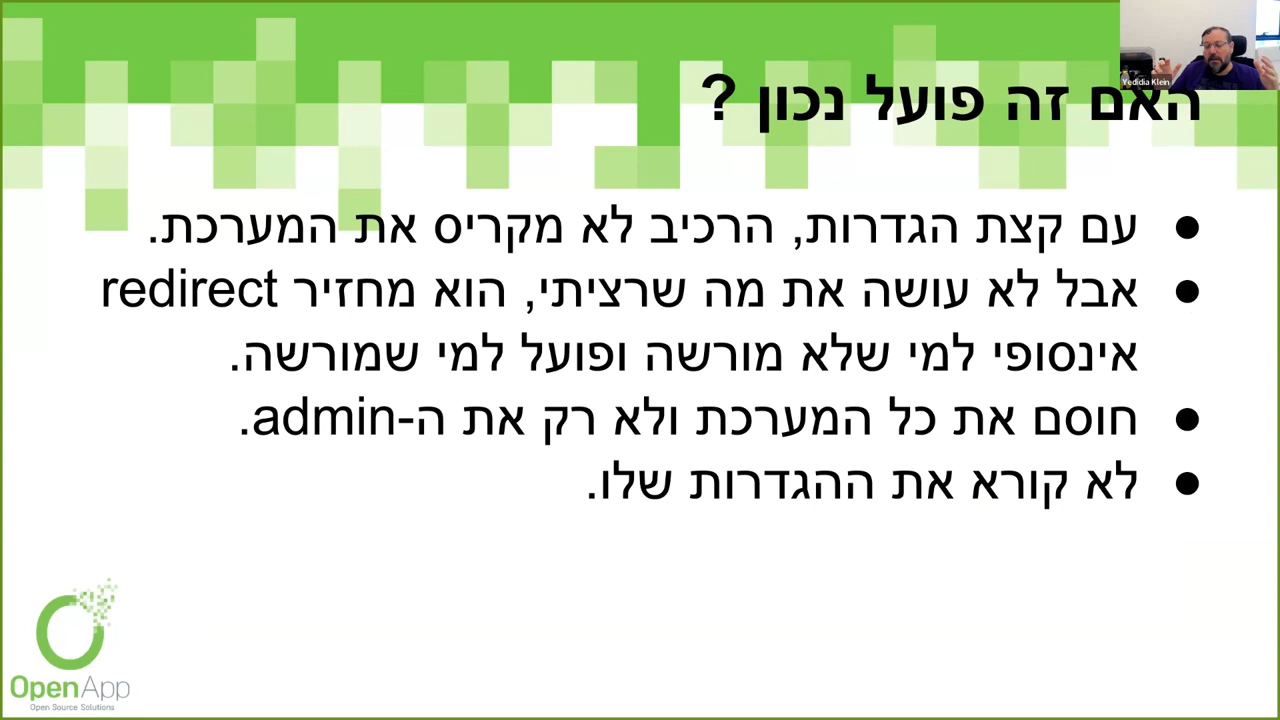 Yedidia Klein
האם זה פועל נכון ?
● עם קצת הגדרות, הרכיב לא מקריס את המערכת.
● אבל לא עושה את מה שרציתי, הוא מחזיר redirect
אינסופי למי שלא מורשה ופועל למי שמורשה.
● חוסם את כל המערכת ולא רק את ה-admin.
● לא קורא את ההגדרות שלו.
OpenApp
Open Source Solutions